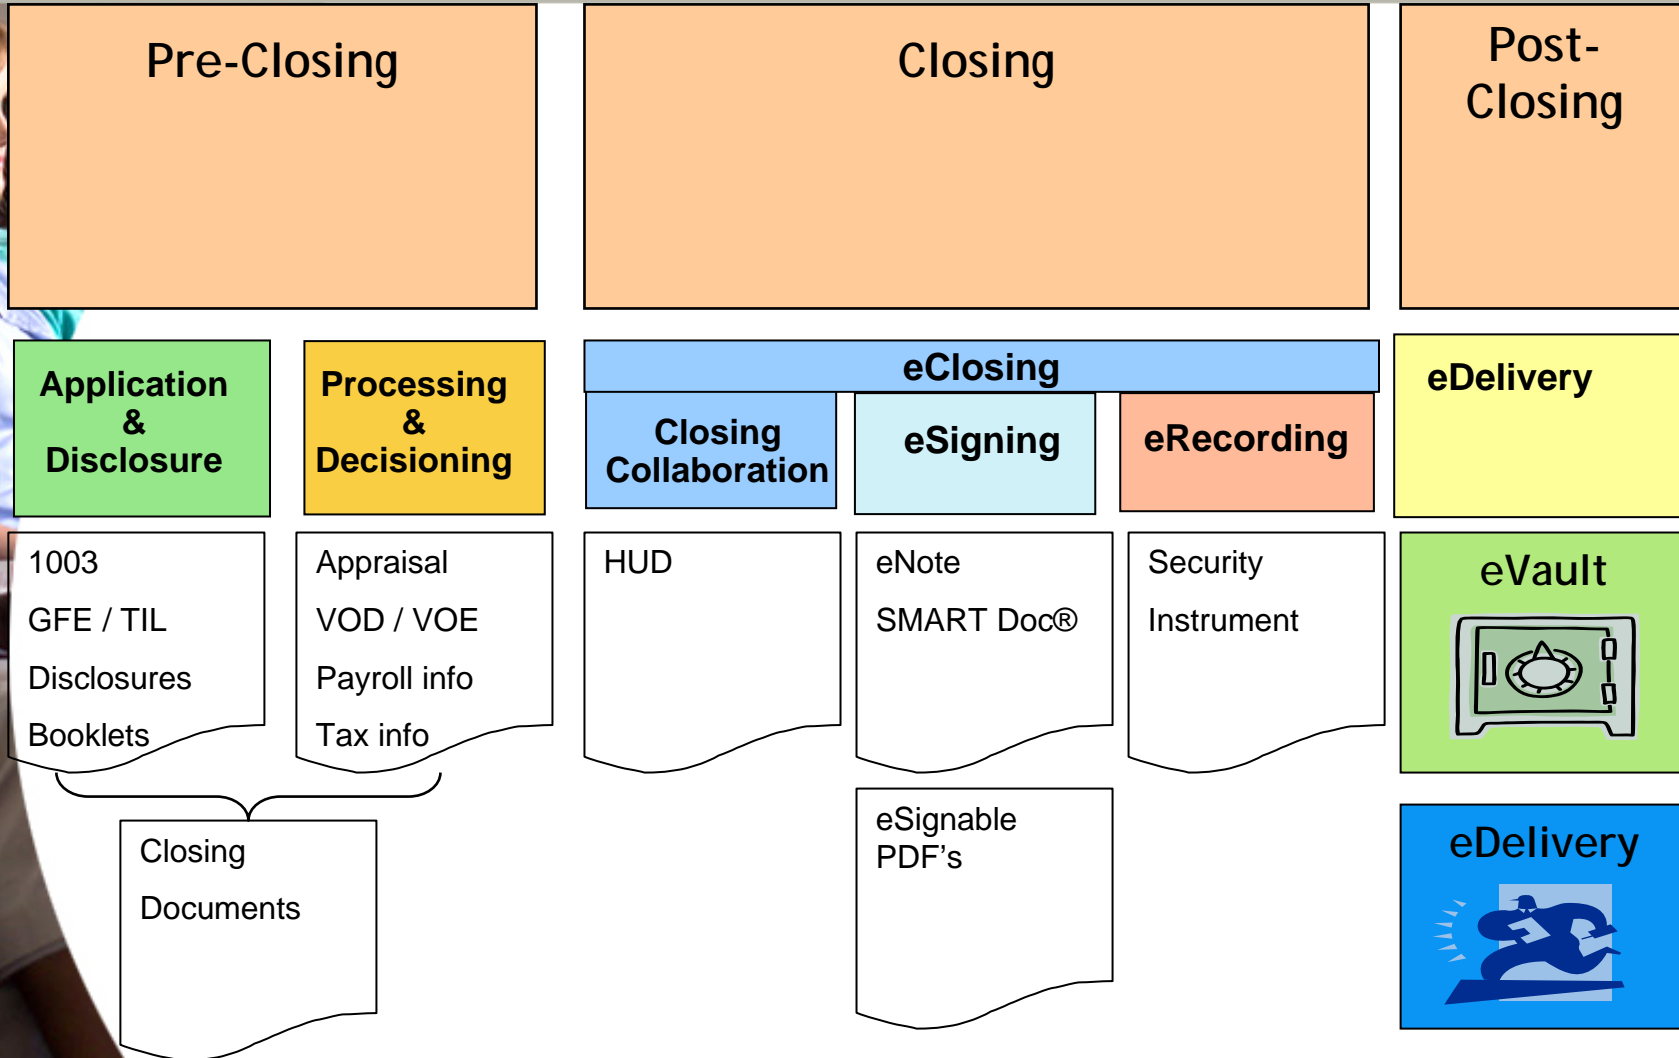 Pre-Closing
Closing
Post-
Closing
Application
&
Disclosure
Processing
&
Decisioning
eClosing
Closing
Collaboration
eSigning
eRecording
eDelivery
1003
GFE / TIL
Disclosures
Booklets
Appraisal
VOD / VOE
Payroll info
Tax info
HUD
eNote
SMART Doc®
Security
Instrument
eVault
Closing
Documents
eSignable
PDF's
eDelivery